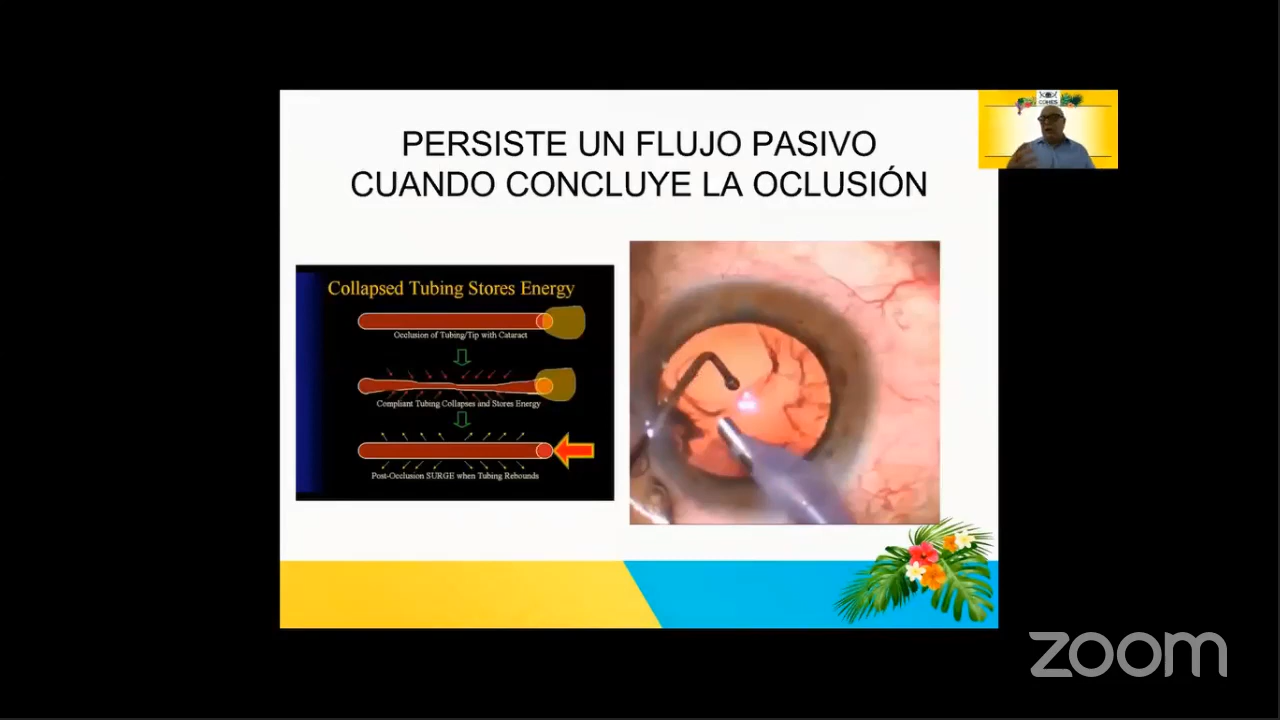 PERSISTE UN FLUJO PASIVO
CUANDO CONCLUYE LA OCLUSIÓN
Collapsed Tubing Stores Energy
Occlusion of Tubing/Tip with Cataract
Compliant Tubing Collapses and Stores Energy
Post-Occlusion SURGE when Tubing Rebounds
zoom